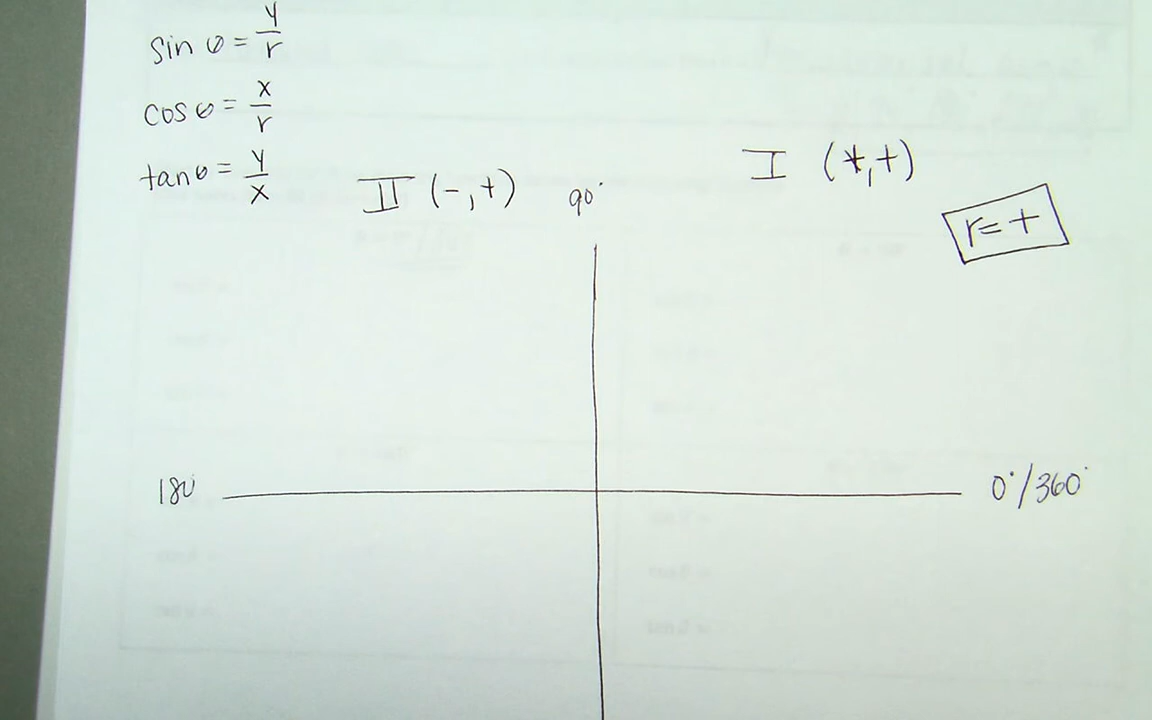 sin θ = y/r
cos θ = x/r
tan θ = y/x
II (-,+)
90°
I (+,+)
r = +
180°
0°/360°